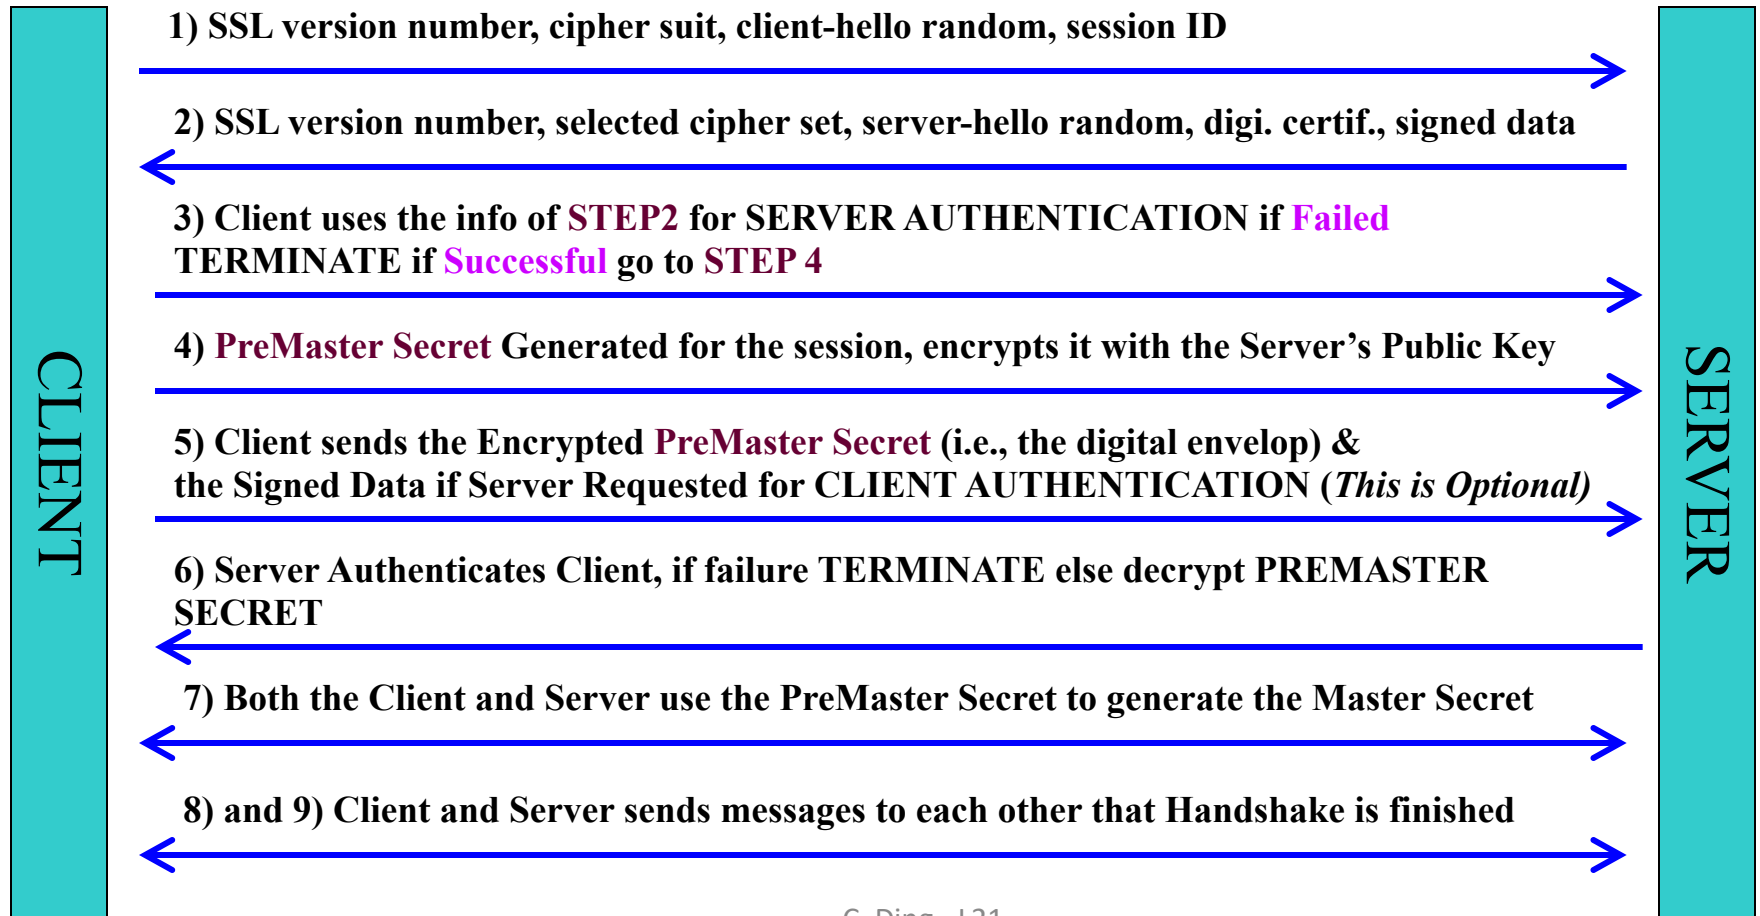 1) SSL version number, cipher suit, client-hello random, session ID
2) SSL version number, selected cipher set, server-hello random, digi. certif., signed data
3) Client uses the info of STEP2 for SERVER AUTHENTICATION if Failed
TERMINATE if Successful go to STEP 4
4) PreMaster Secret Generated for the session, encrypts it with the Server’s Public Key
CLIENT
SERVER
5) Client sends the Encrypted PreMaster Secret (i.e., the digital envelop) &
the Signed Data if Server Requested for CLIENT AUTHENTICATION (This is Optional)
6) Server Authenticates Client, if failure TERMINATE else decrypt PREMASTER
SECRET
7) Both the Client and Server use the PreMaster Secret to generate the Master Secret
8) and 9) Client and Server sends messages to each other that Handshake is finished